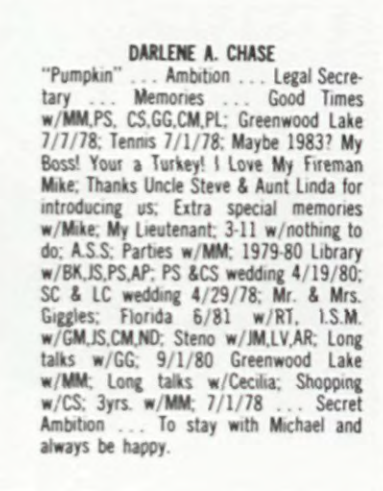 DARLENE A. CHASE
"Pumpkin" ... Ambition ... Legal Secre-
tary ... Memories ... Good Times
w/MM,PS, CS,GG,CM,PL; Greenwood Lake
7/7/78; Tennis 7/1/78; Maybe 1983? My
Boss! Your a Turkey! I Love My Fireman
Mike; Thanks Uncle Steve & Aunt Linda for
introducing us; Extra special memories
w/Mike; My Lieutenant; 3-11 w/nothing to
do; A.S.S; Parties w/MM; 1979-80 Library
w/BK,JS,PS,AP; PS &CS wedding 4/19/80;
SC & LC wedding 4/29/78; Mr. & Mrs.
Giggles; Florida 6/81 w/RT, I.S.M.
w/GM,JS,CM,ND; Steno w/JM,LV,AR; Long
talks w/GG; 9/1/80 Greenwood Lake
w/MM; Long talks w/Cecilia; Shopping
w/CS; 3yrs. w/MM; 7/1/78 ... Secret
Ambition ... To stay with Michael and
always be happy.